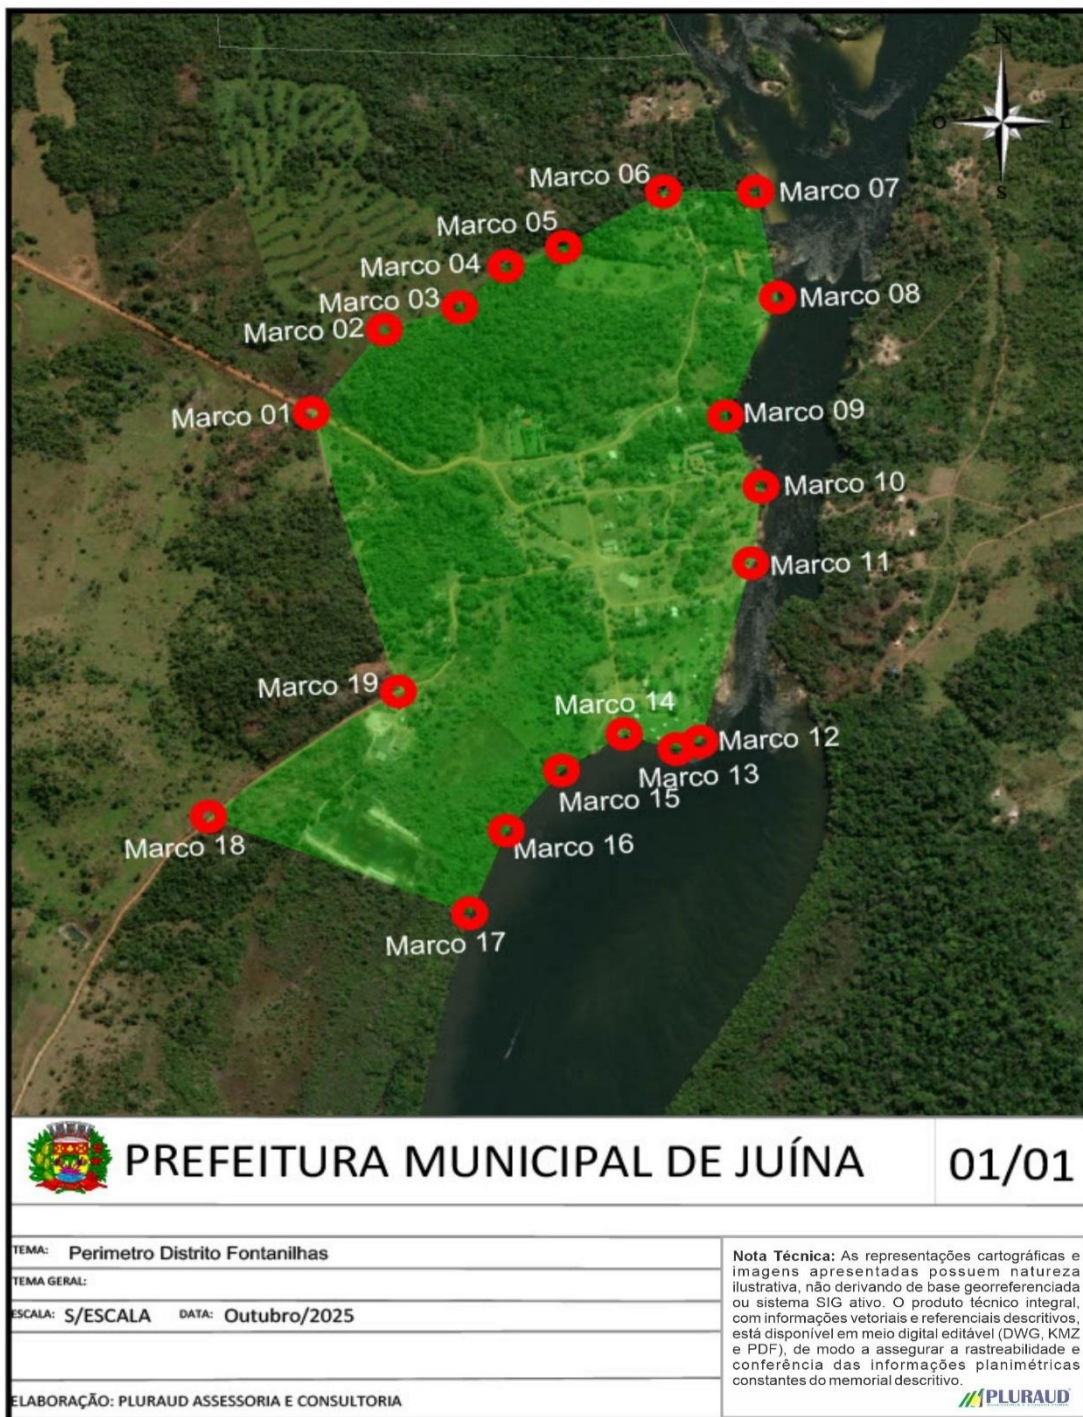 N
O
L
S
Marco 06
Marco 07
Marco 05
Marco 04
Marco 03
Marco 08
Marco 02
Marco 01
Marco 09
Marco 10
Marco 11
Marco 19
Marco 14
Marco 12
Marco 13
Marco 15
Marco 18
Marco 16
Marco 17
PREFEITURA MUNICIPAL DE JUÍNA
01/01
TEMA: Perimetro Distrito Fontanilhas
TEMA GERAL:
ESCALA: S/ESCALA DATA: Outubro/2025
ELABORAÇÃO: PLURAUD ASSESSORIA E CONSULTORIA
Nota Técnica: As representações cartográficas e
imagens apresentadas possuem natureza
ilustrativa, não derivando de base georreferenciada
ou sistema SIG ativo. O produto técnico integral,
com informações vetoriais e referenciais descritivos,
está disponível em meio digital editável (DWG, KMZ
e PDF), de modo a assegurar a rastreabilidade e
conferência das informações planimétricas
constantes do memorial descritivo.
PLURAUD